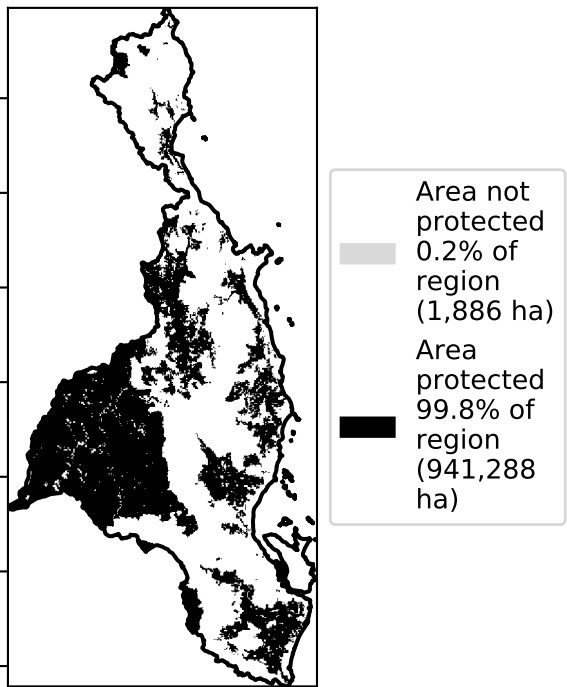 Area not
protected
0.2% of
region
(1,886 ha)
Area
protected
99.8% of
region
(941,288
ha)